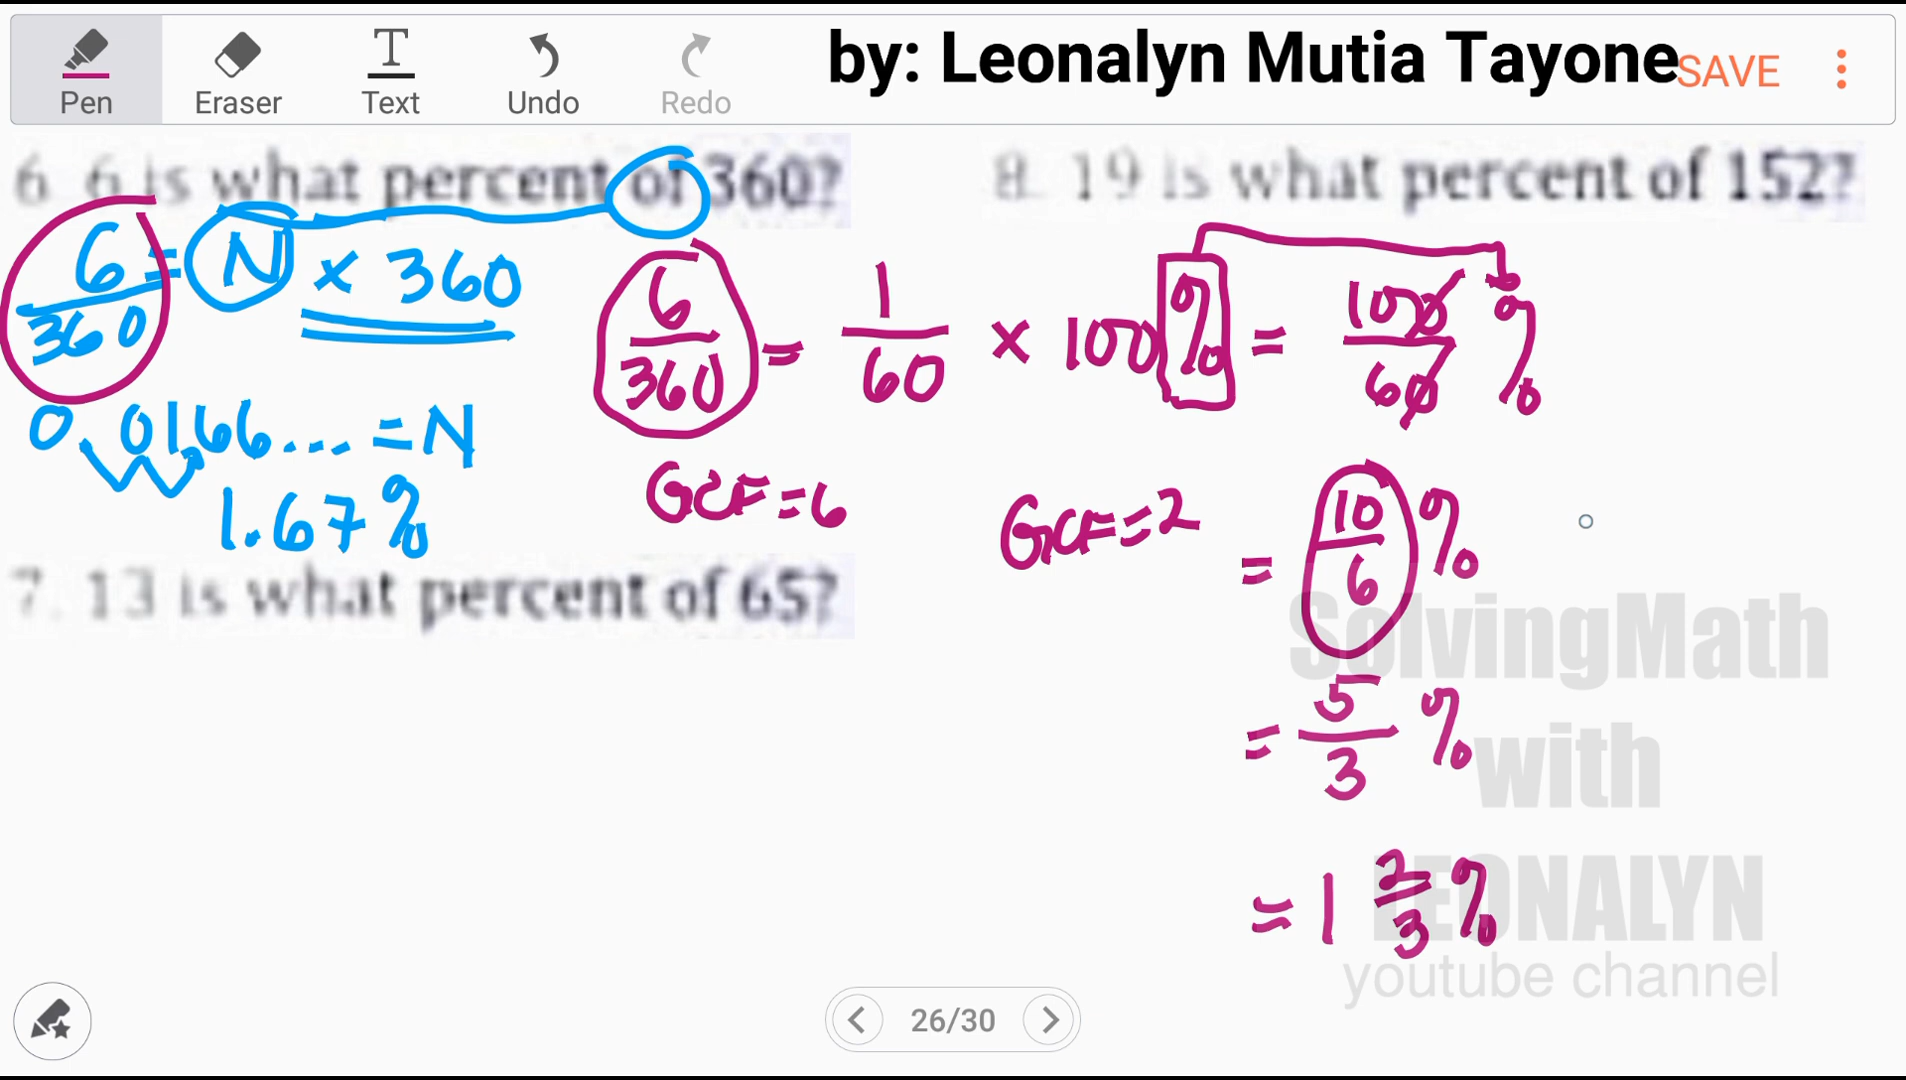 by: Leonalyn Mutia Tayone
Pen
Eraser
Text
Undo
Redo
SAVE
6. 6 is what percent of 360?
6/360 = N × 360
0.0166... = N
1.67%
6/360 = 1/60 × 100% = 100/60 %
GCF = 6
GCF = 2
= 10/6 %
= 5/3 %
= 1 2/3 %
7. 13 is what percent of 65?
8. 19 is what percent of 152?
SolvingMath
with
LEONALYN
youtube channel
26/30